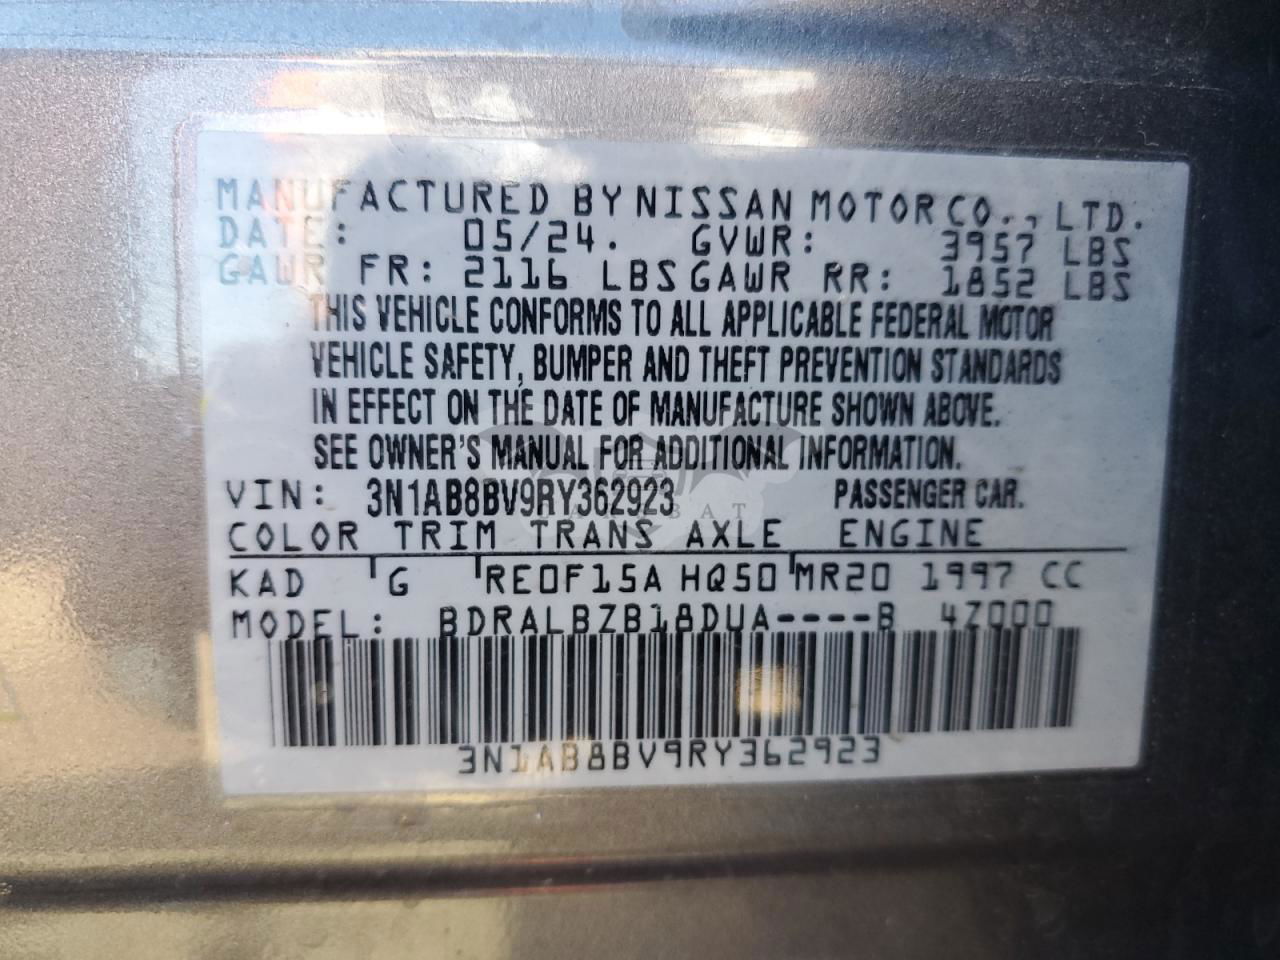 MANUFACTURED BY NISSAN MOTOR CO., LTD.
DATE: 05/24. GVWR: 3957 LBS
GAWR FR: 2116 LBS GAWR RR: 1852 LBS
THIS VEHICLE CONFORMS TO ALL APPLICABLE FEDERAL MOTOR
VEHICLE SAFETY, BUMPER AND THEFT PREVENTION STANDARDS
IN EFFECT ON THE DATE OF MANUFACTURE SHOWN ABOVE.
SEE OWNER'S MANUAL FOR ADDITIONAL INFORMATION.
VIN: 3N1AB8BV9RY362923 PASSENGER CAR.
COLOR TRIM TRANS AXLE ENGINE
KAD G RE0F15A HQ50 MR20 1997 CC
MODEL: BDRALBZB18DUA----B 4Z000
3N1AB8BV9RY362923